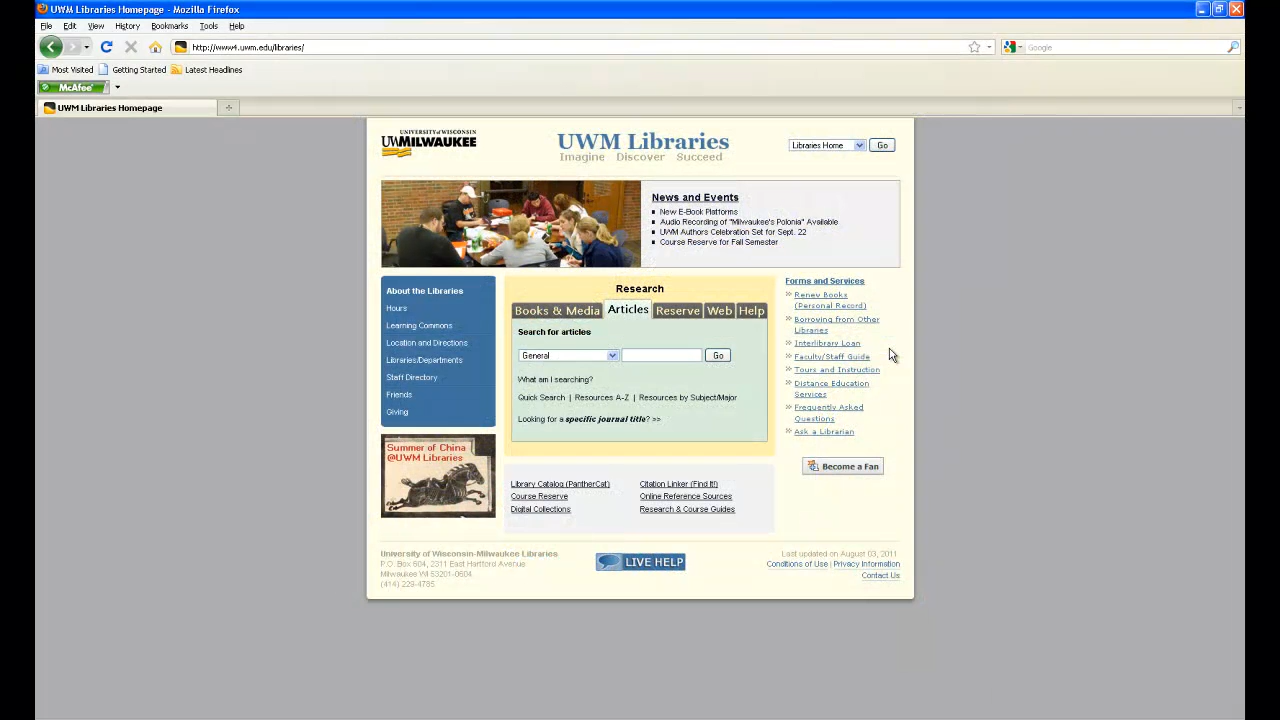 UWM Libraries Homepage - Mozilla Firefox
File Edit View History Bookmarks Tools Help
http://www4.uwm.edu/libraries/
Google
Most Visited Getting Started Latest Headlines
McAfee
UWM Libraries Homepage
UNIVERSITY of WISCONSIN
UWMILWAUKEE
UWM Libraries
Imagine Discover Succeed
Libraries Home Go
News and Events
New E-Book Platforms
Audio Recording of "Milwaukee's Polonia" Available
UWM Authors Celebration Set for Sept. 22
Course Reserve for Fall Semester
About the Libraries
Hours
Learning Commons
Location and Directions
Libraries/Departments
Staff Directory
Friends
Giving
Summer of China
@UWM Libraries
Research
Books & Media Articles Reserve Web Help
Search for articles
General Go
What am I searching?
Quick Search | Resources A-Z | Resources by Subject/Major
Looking for a specific journal title? >>
Library Catalog (PantherCat)
Course Reserve
Digital Collections
Citation Linker (Find It!)
Online Reference Sources
Research & Course Guides
Forms and Services
Renew Books
(Personal Record)
Borrowing from Other
Libraries
Interlibrary Loan
Faculty/Staff Guide
Tours and Instruction
Distance Education
Services
Frequently Asked
Questions
Ask a Librarian
Become a Fan
University of Wisconsin-Milwaukee Libraries
P.O. Box 604, 2311 East Hartford Avenue
Milwaukee WI 53201-0604
(414) 229-4785
LIVE HELP
Last updated on August 03, 2011
Conditions of Use | Privacy Information
Contact Us